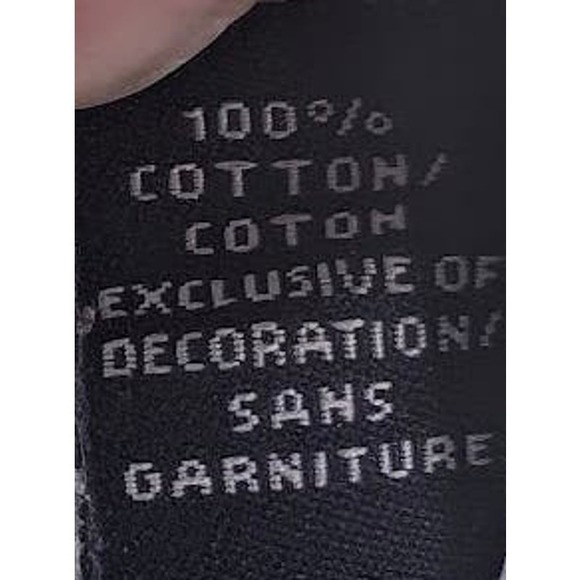 100%
COTTON/
COTON
EXCLUSIVE OF
DECORATION/
SANS
GARNITURE